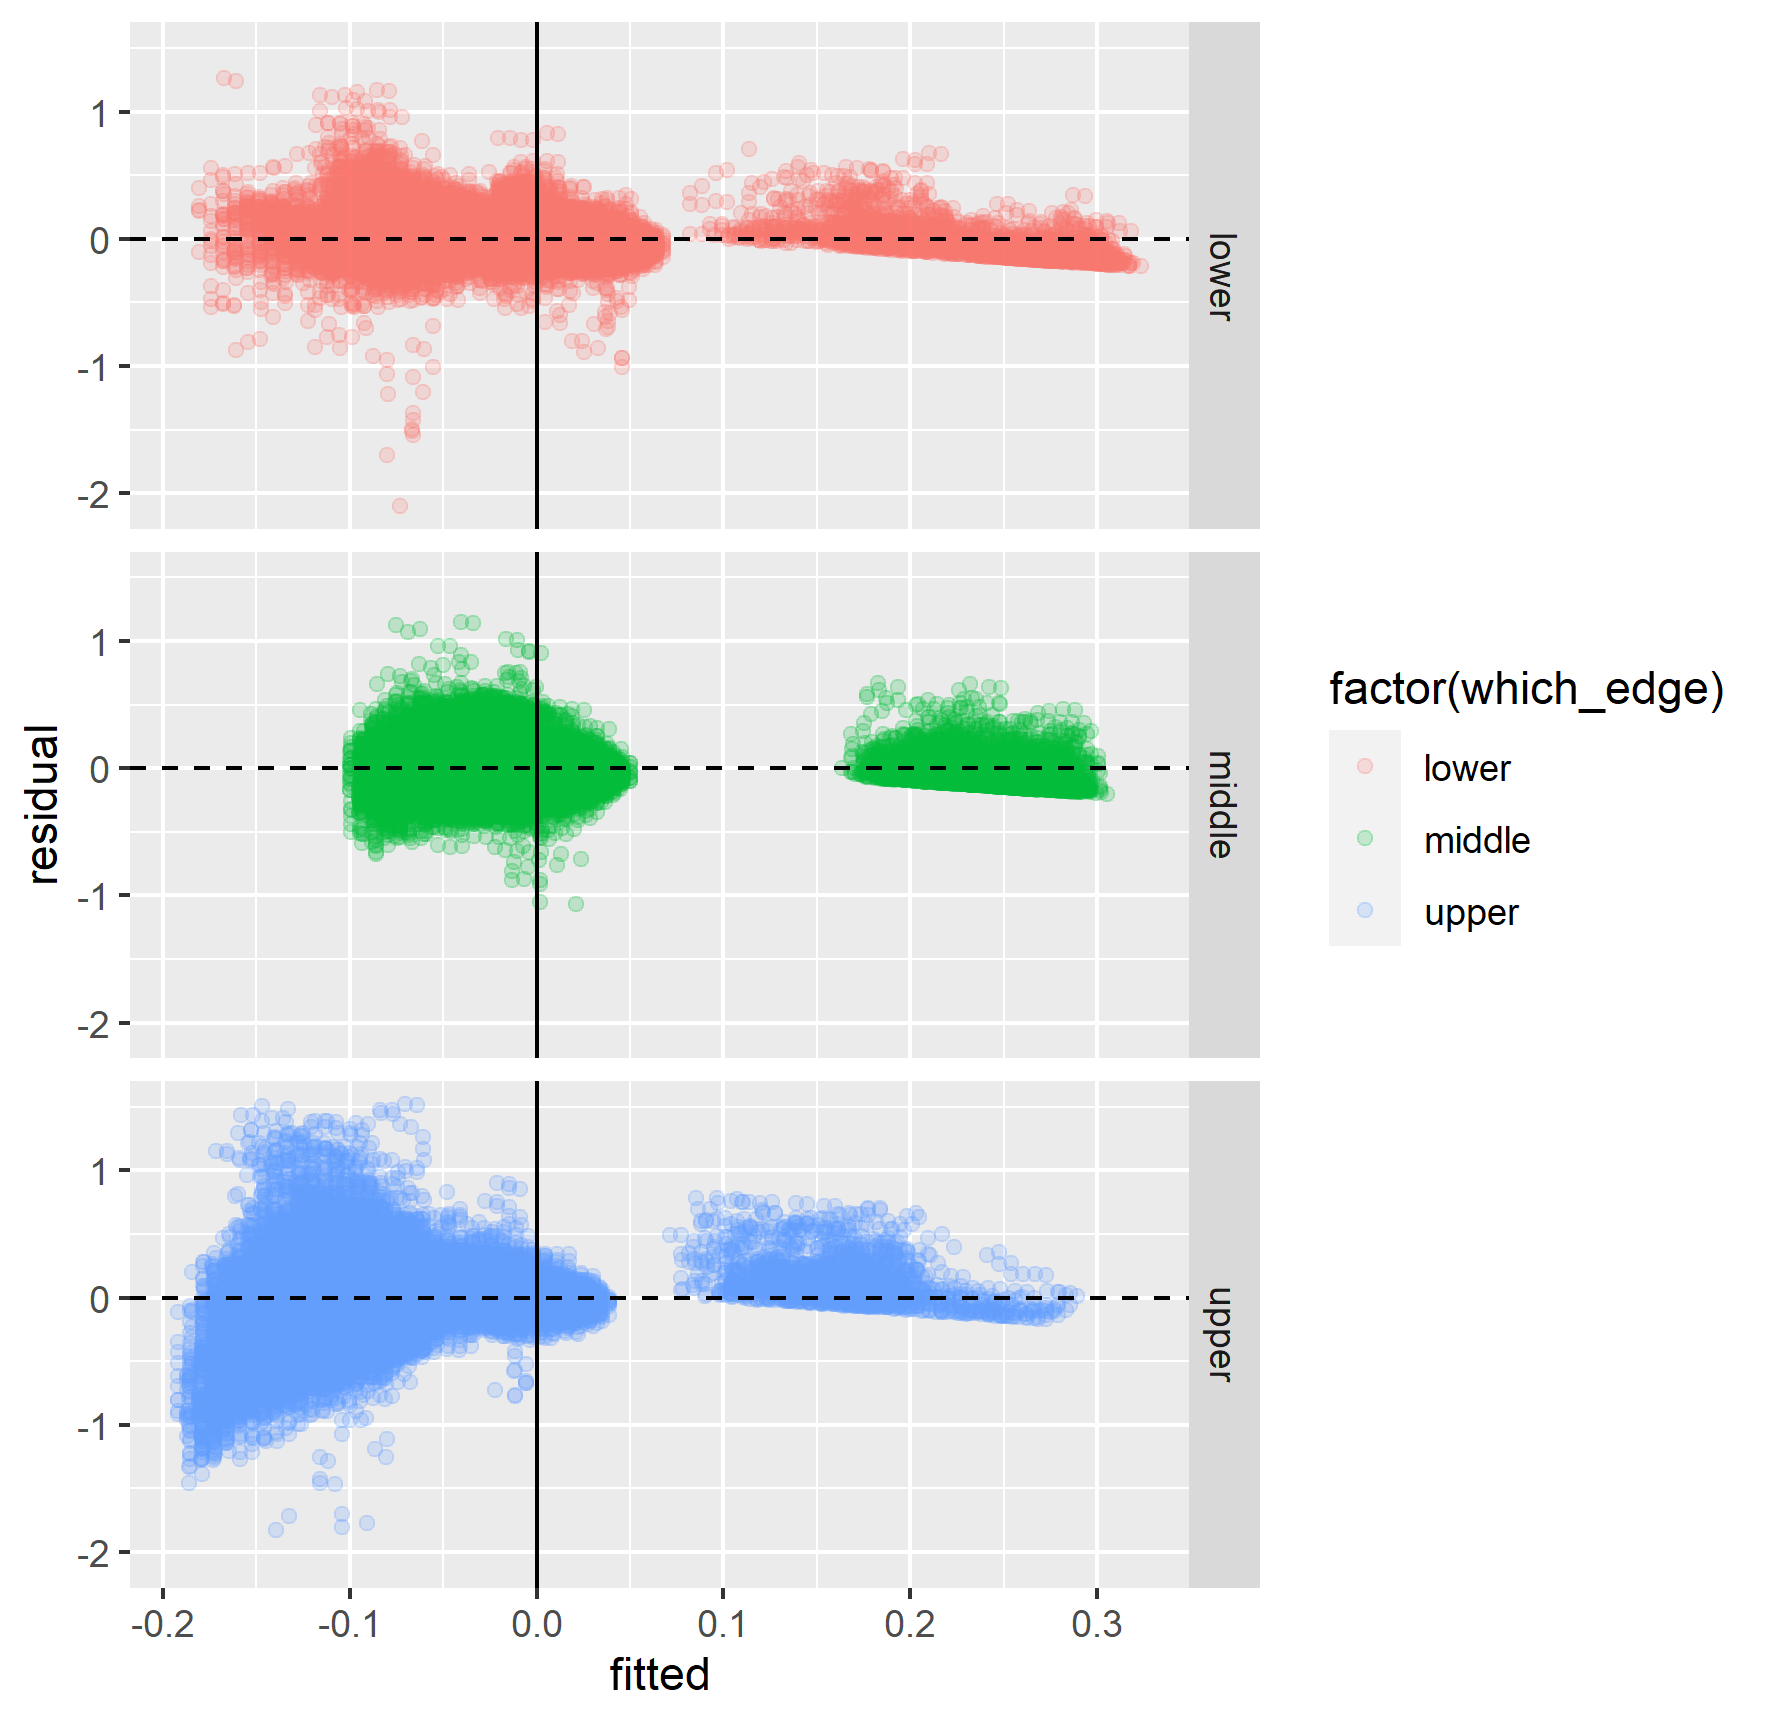 1
0
-1
-2
lower
1
0
-1
-2
middle
1
0
-1
-2
upper
-0.2 -0.1 0.0 0.1 0.2 0.3
fitted
residual
factor(which_edge)
lower
middle
upper